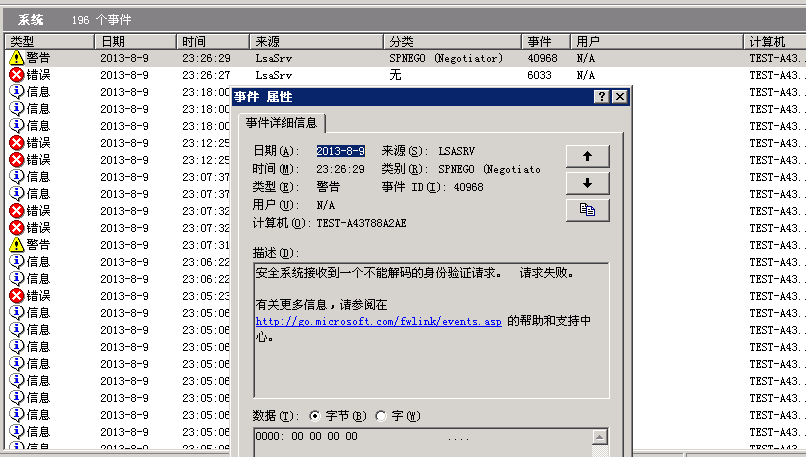 系统 196 个事件
类型 日期 时间 来源 分类 事件 用户 计算机
警告 2013-8-9 23:26:29 LsaSrv SPNEGO (Negotiator) 40968 N/A TEST-A43...
错误 2013-8-9 23:26:27 LsaSrv 无 6033 N/A TEST-A43...
信息 2013-8-9 23:18:00 TEST-A43...
信息 2013-8-9 23:18:00 TEST-A43...
信息 2013-8-9 23:18:00 TEST-A43...
错误 2013-8-9 23:12:25 TEST-A43...
错误 2013-8-9 23:12:25 TEST-A43...
信息 2013-8-9 23:07:37 TEST-A43...
信息 2013-8-9 23:07:37 TEST-A43...
错误 2013-8-9 23:07:32 TEST-A43...
错误 2013-8-9 23:07:32 TEST-A43...
警告 2013-8-9 23:07:31 TEST-A43...
信息 2013-8-9 23:06:22 TEST-A43...
信息 2013-8-9 23:06:22 TEST-A43...
错误 2013-8-9 23:05:23 TEST-A43...
信息 2013-8-9 23:05:06 TEST-A43...
信息 2013-8-9 23:05:06 TEST-A43...
信息 2013-8-9 23:05:06 TEST-A43...
信息 2013-8-9 23:05:06 TEST-A43...
信息 2013-8-9 23:05:06 TEST-A43...
信息 2013-8-9 23:05:06 TEST-A43...
信息 2013-8-9 23:05:06 TEST-A43...
信息 2013-8-9 23:05:06 TEST-A43...
事件 属性
事件详细信息
日期(A): 2013-8-9 来源(S): LSASRV
时间(M): 23:26:29 类别(R): SPNEGO (Negotiato
类型(E): 警告 事件 ID(I): 40968
用户(U): N/A
计算机(O): TEST-A43788A2AE
描述(D):
安全系统接收到一个不能解码的身份验证请求。 请求失败。
有关更多信息，请参阅在
http://go.microsoft.com/fwlink/events.asp 的帮助和支持中
心。
数据(T): 字节(B) 字(W)
0000: 00 00 00 00 ....